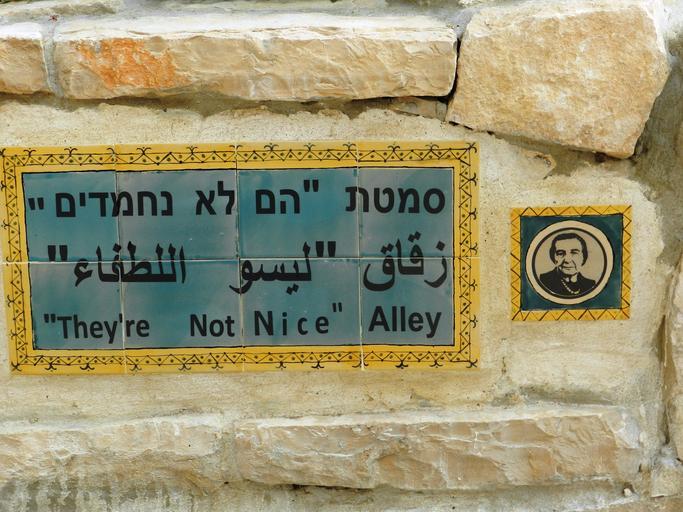 סמטת "הם לא נחמדים"
زقاق "ليسو اللطفاء"
"They're Not Nice" Alley